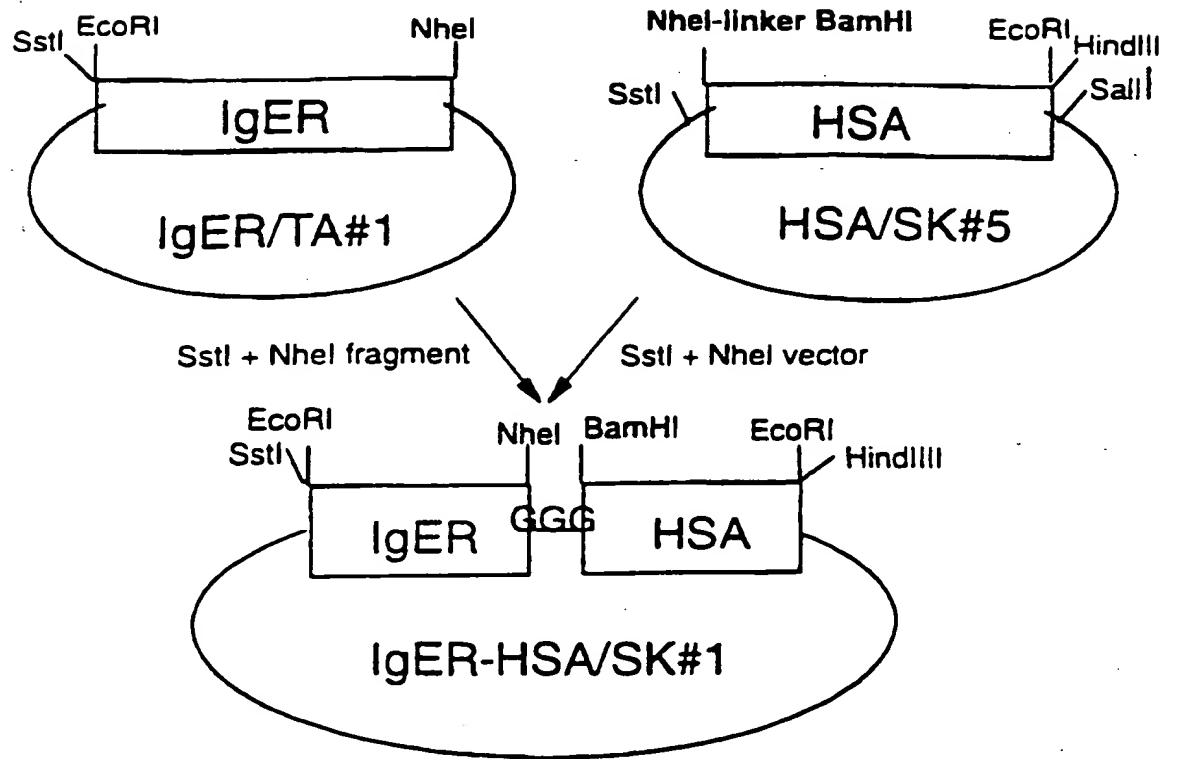 SstI EcoRI NheI
IgER
IgER/TA#1
NheI-linker BamHI EcoRI HindIII
SstI SalI
HSA
HSA/SK#5
SstI + NheI fragment
SstI + NheI vector
EcoRI NheI BamHI EcoRI
SstI HindIIII
IgER GGG HSA
IgER-HSA/SK#1